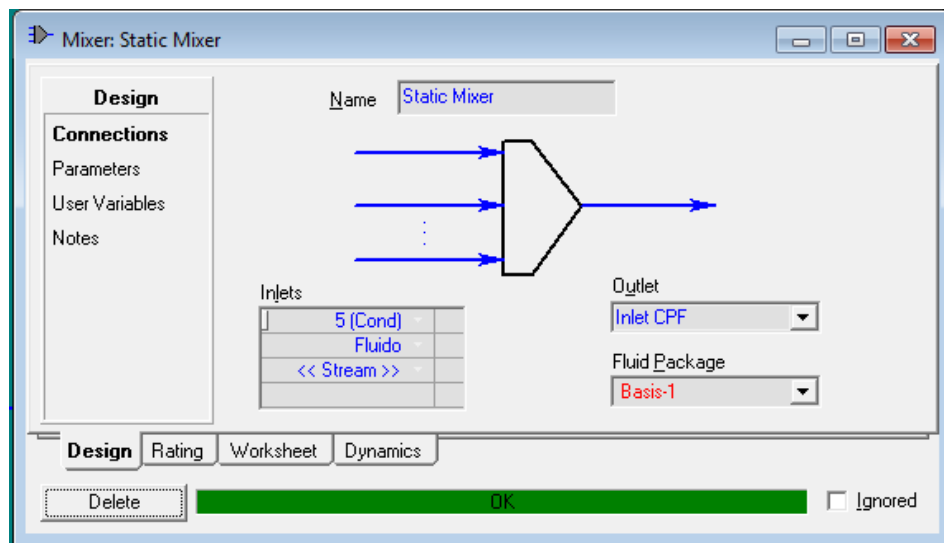 Mixer: Static Mixer
Design
Connections
Parameters
User Variables
Notes
Name Static Mixer
Inlets
5 (Cond)
Fluido
<< Stream >>
Outlet
Inlet CPF
Fluid Package
Basis-1
Design Rating Worksheet Dynamics
Delete OK Ignored